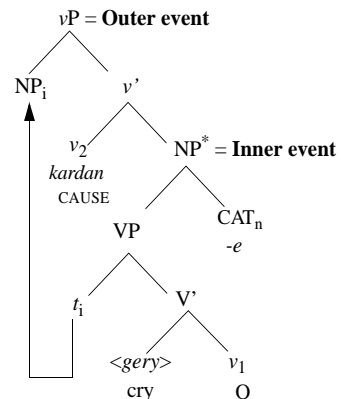 vP = Outer event
NPi v’
v2 NP* = Inner event
kardan
CAUSE
VP CATn
-e
ti V’
<gery> v1
cry O